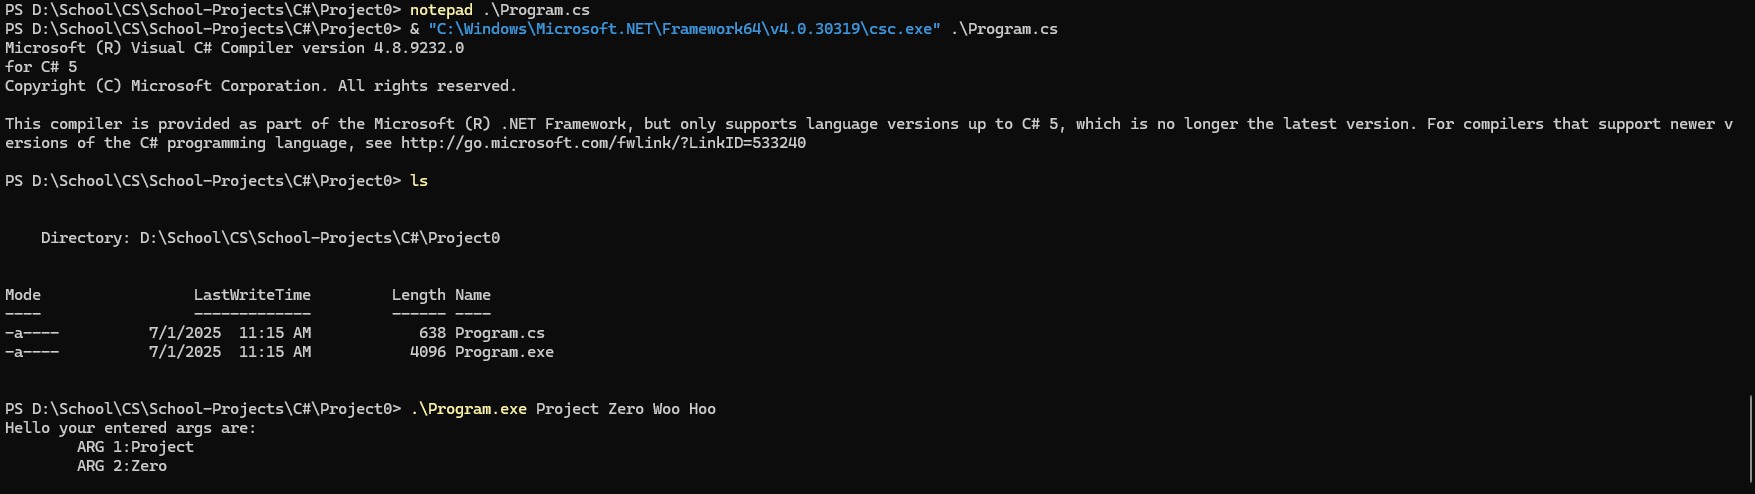 PS D:\School\CS\School-Projects\C#\Project0> notepad .\Program.cs
PS D:\School\CS\School-Projects\C#\Project0> & "C:\Windows\Microsoft.NET\Framework64\v4.0.30319\csc.exe" .\Program.cs
Microsoft (R) Visual C# Compiler version 4.8.9232.0
for C# 5
Copyright (C) Microsoft Corporation. All rights reserved.
This compiler is provided as part of the Microsoft (R) .NET Framework, but only supports language versions up to C# 5, which is no longer the latest version. For compilers that support newer v
ersions of the C# programming language, see http://go.microsoft.com/fwlink/?LinkID=533240
PS D:\School\CS\School-Projects\C#\Project0> ls
    Directory: D:\School\CS\School-Projects\C#\Project0
Mode                 LastWriteTime         Length Name
----                 -------------         ------ ----
-a----          7/1/2025  11:15 AM            638 Program.cs
-a----          7/1/2025  11:15 AM           4096 Program.exe
PS D:\School\CS\School-Projects\C#\Project0> .\Program.exe Project Zero Woo Hoo
Hello your entered args are:
        ARG 1:Project
        ARG 2:Zero